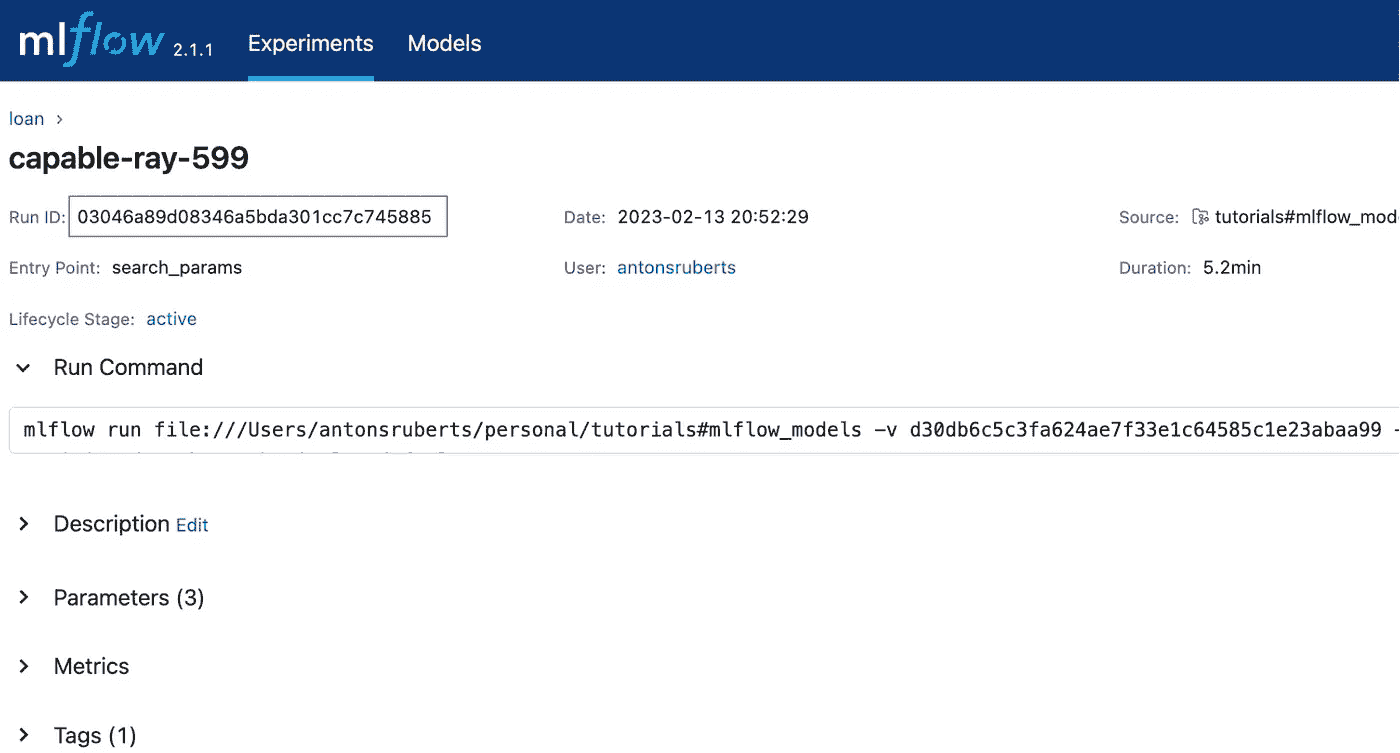 mlflow 2.1.1 Experiments Models
loan
capable-ray-599
Run ID: 03046a89d08346a5bda301cc7c745885 Date: 2023-02-13 20:52:29 Source: tutorials#mlflow_mod
Entry Point: search_params User: antonsruberts Duration: 5.2min
Lifecycle Stage: active
Run Command
mlflow run file:///Users/antonsruberts/personal/tutorials#mlflow_models -v d30db6c5c3fa624ae7f33e1c64585c1e23abaa99 -
Description Edit
Parameters (3)
Metrics
Tags (1)